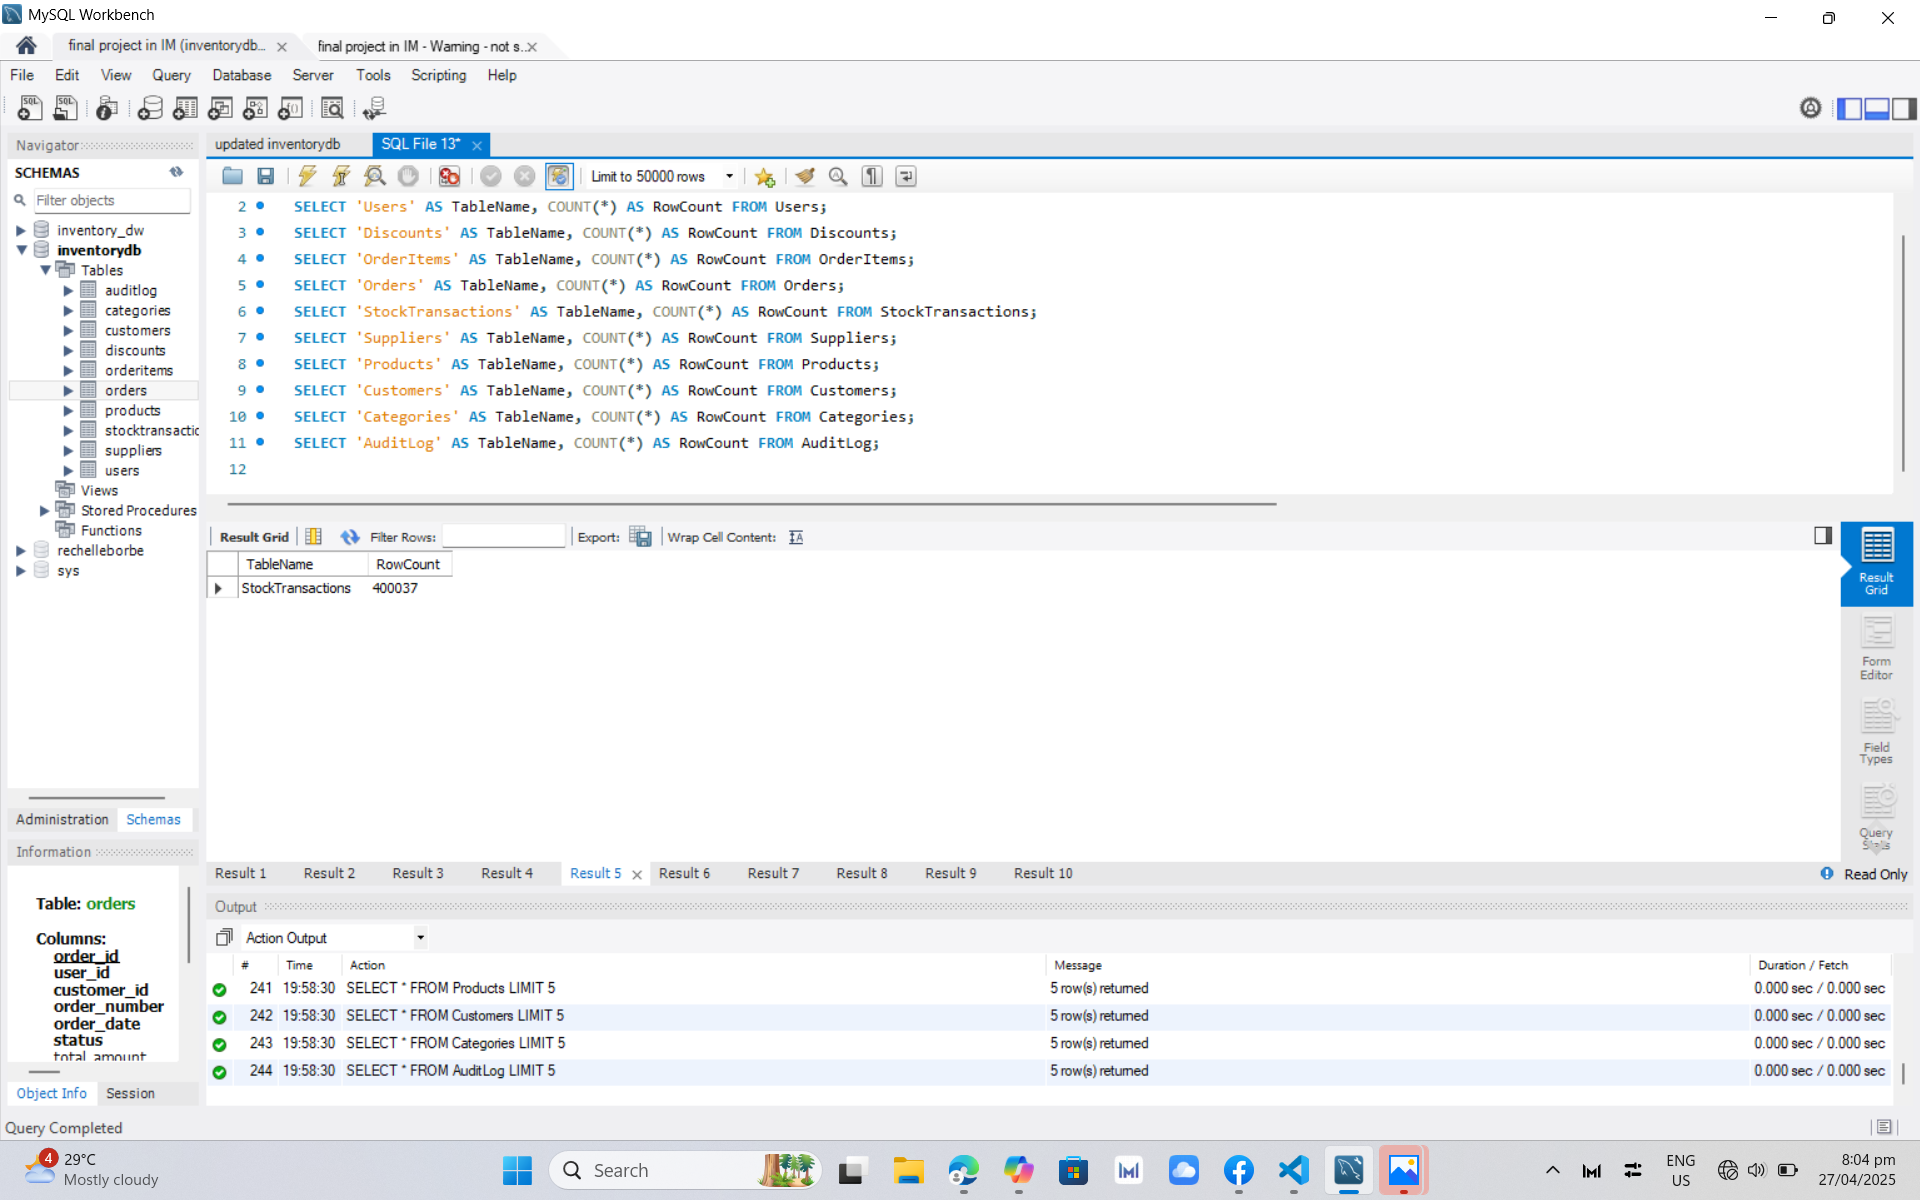 MySQL Workbench
final project in IM (inventorydb...
final project in IM - Warning - not s...
File Edit View Query Database Server Tools Scripting Help
Navigator
SCHEMAS
Filter objects
inventory_dw
inventorydb
Tables
auditlog
categories
customers
discounts
orderitems
orders
products
stocktransactic
suppliers
users
Views
Stored Procedures
Functions
rechelleborbe
sys
Administration Schemas
Information
Table: orders
Columns:
order_id
user_id
customer_id
order_number
order_date
status
total_amount
Object Info Session
updated inventorydb
SQL File 13*
Limit to 50000 rows
2 SELECT 'Users' AS TableName, COUNT(*) AS RowCount FROM Users;
3 SELECT 'Discounts' AS TableName, COUNT(*) AS RowCount FROM Discounts;
4 SELECT 'OrderItems' AS TableName, COUNT(*) AS RowCount FROM OrderItems;
5 SELECT 'Orders' AS TableName, COUNT(*) AS RowCount FROM Orders;
6 SELECT 'StockTransactions' AS TableName, COUNT(*) AS RowCount FROM StockTransactions;
7 SELECT 'Suppliers' AS TableName, COUNT(*) AS RowCount FROM Suppliers;
8 SELECT 'Products' AS TableName, COUNT(*) AS RowCount FROM Products;
9 SELECT 'Customers' AS TableName, COUNT(*) AS RowCount FROM Customers;
10 SELECT 'Categories' AS TableName, COUNT(*) AS RowCount FROM Categories;
11 SELECT 'AuditLog' AS TableName, COUNT(*) AS RowCount FROM AuditLog;
12
Result Grid Filter Rows: Export: Wrap Cell Content:
TableName RowCount
StockTransactions 400037
Result Grid
Form Editor
Field Types
Query Stats
Result 1 Result 2 Result 3 Result 4 Result 5 Result 6 Result 7 Result 8 Result 9 Result 10
Read Only
Output
Action Output
# Time Action Message Duration / Fetch
241 19:58:30 SELECT * FROM Products LIMIT 5 5 row(s) returned 0.000 sec / 0.000 sec
242 19:58:30 SELECT * FROM Customers LIMIT 5 5 row(s) returned 0.000 sec / 0.000 sec
243 19:58:30 SELECT * FROM Categories LIMIT 5 5 row(s) returned 0.000 sec / 0.000 sec
244 19:58:30 SELECT * FROM AuditLog LIMIT 5 5 row(s) returned 0.000 sec / 0.000 sec
Query Completed
4
29°C
Mostly cloudy
Search
ENG
US
8:04 pm
27/04/2025